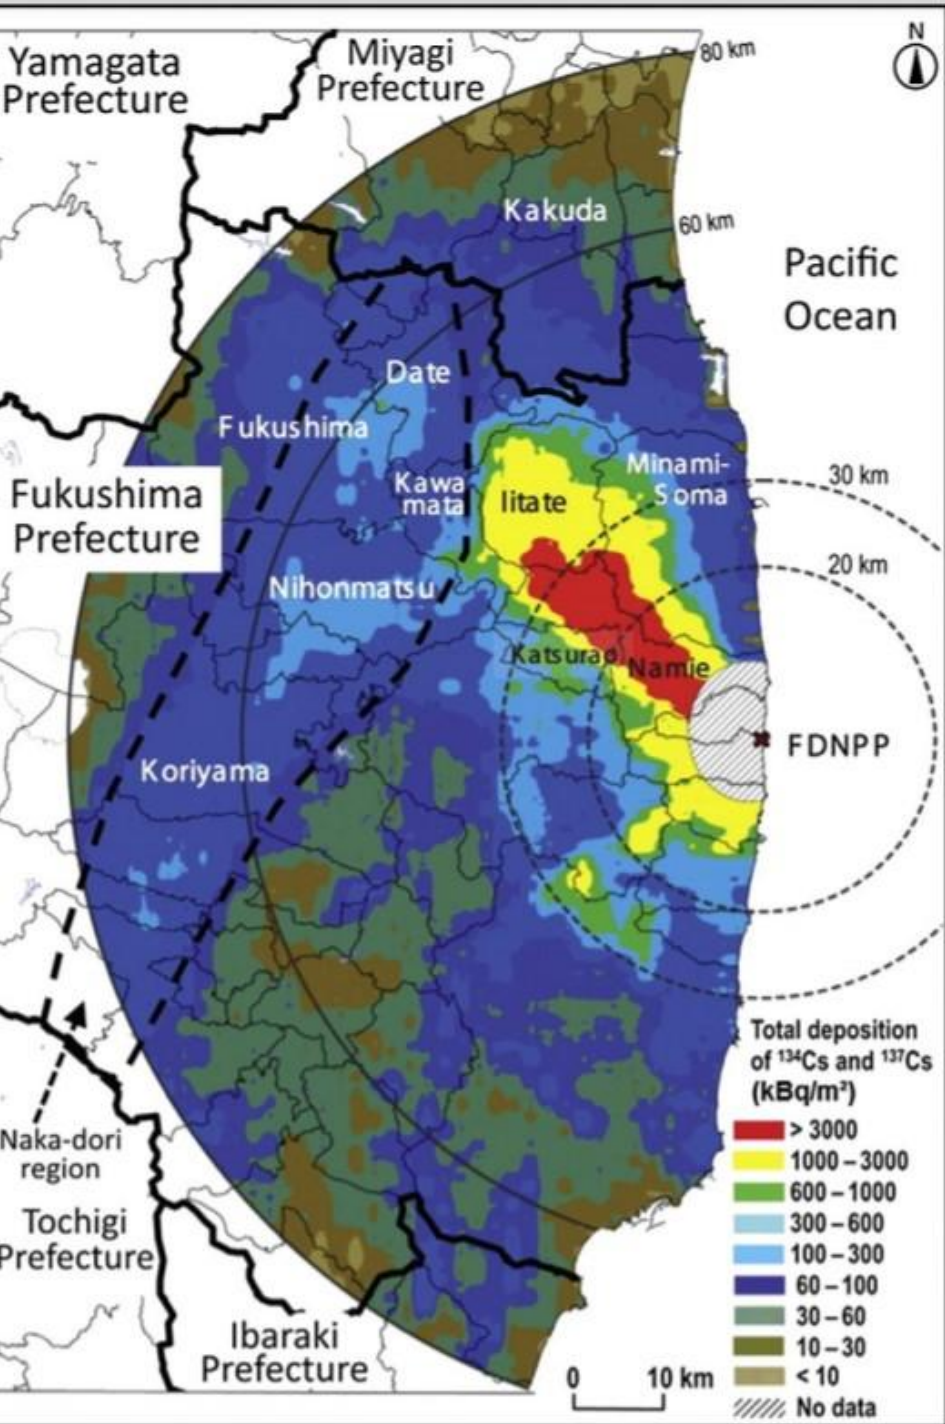 N
80 km
Yamagata
Prefecture
Miyagi
Prefecture
Kakuda
60 km
Pacific
Ocean
Date
Fukushima
Kawa
mata
Iitate
Minami-
Soma
30 km
Fukushima
Prefecture
20 km
Nihonmatsu
Katsurao
Namie
FDNPP
Koriyama
Naka-dori
region
Tochigi
Prefecture
Ibaraki
Prefecture
Total deposition
of ¹³⁴Cs and ¹³⁷Cs
(kBq/m²)
> 3000
1000 – 3000
600 – 1000
300 – 600
100 – 300
60 – 100
30 – 60
10 – 30
< 10
No data
0 10 km